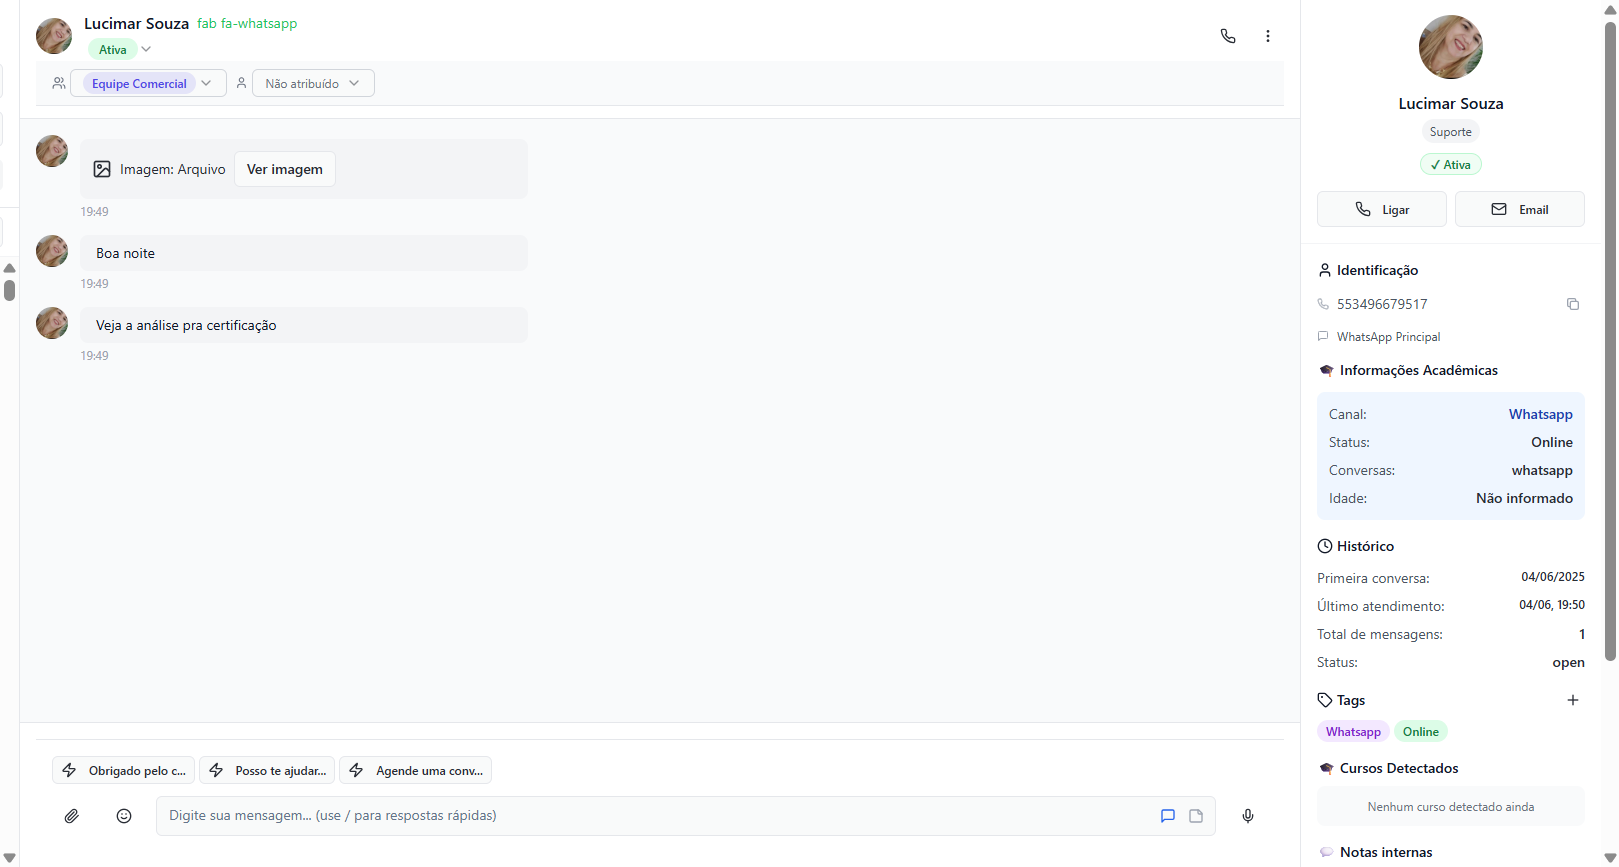 Lucimar Souza fab fa-whatsapp
Ativa
Equipe Comercial
Não atribuído
Imagem: Arquivo Ver imagem
19:49
Boa noite
19:49
Veja a análise pra certificação
19:49
Obrigado pelo c... Posso te ajudar... Agende uma conv...
Digite sua mensagem... (use / para respostas rápidas)
Lucimar Souza
Suporte
✓ Ativa
Ligar Email
Identificação
553496679517
WhatsApp Principal
Informações Acadêmicas
Canal: Whatsapp
Status: Online
Conversas: whatsapp
Idade: Não informado
Histórico
Primeira conversa: 04/06/2025
Último atendimento: 04/06, 19:50
Total de mensagens: 1
Status: open
Tags
Whatsapp Online
Cursos Detectados
Nenhum curso detectado ainda
Notas internas